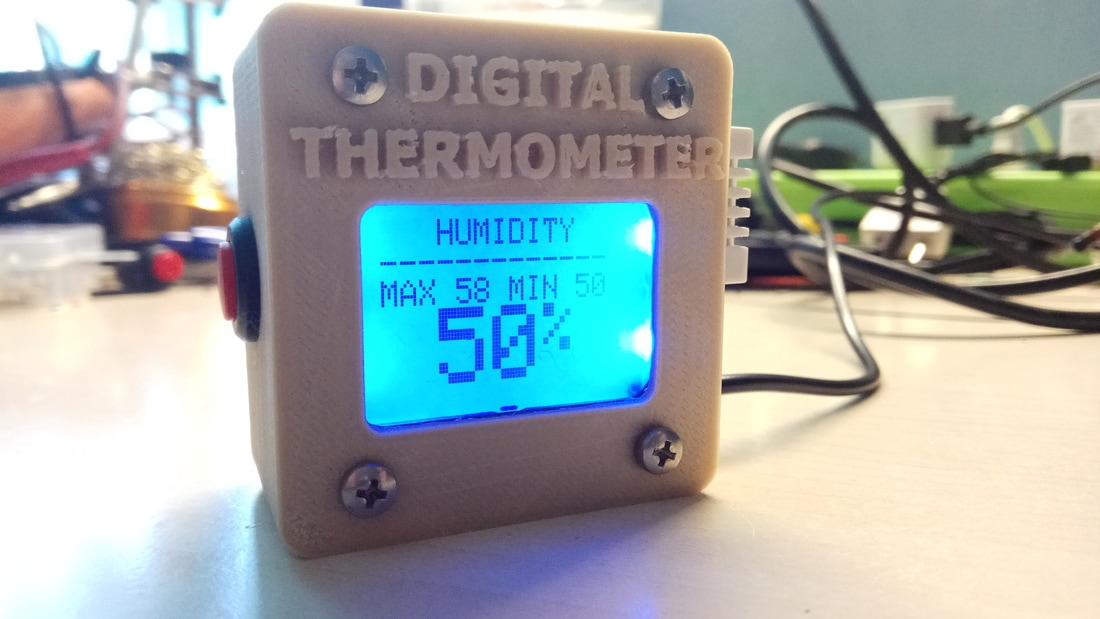 DIGITAL
THERMOMETER
HUMIDITY
MAX 58 MIN 50
50%